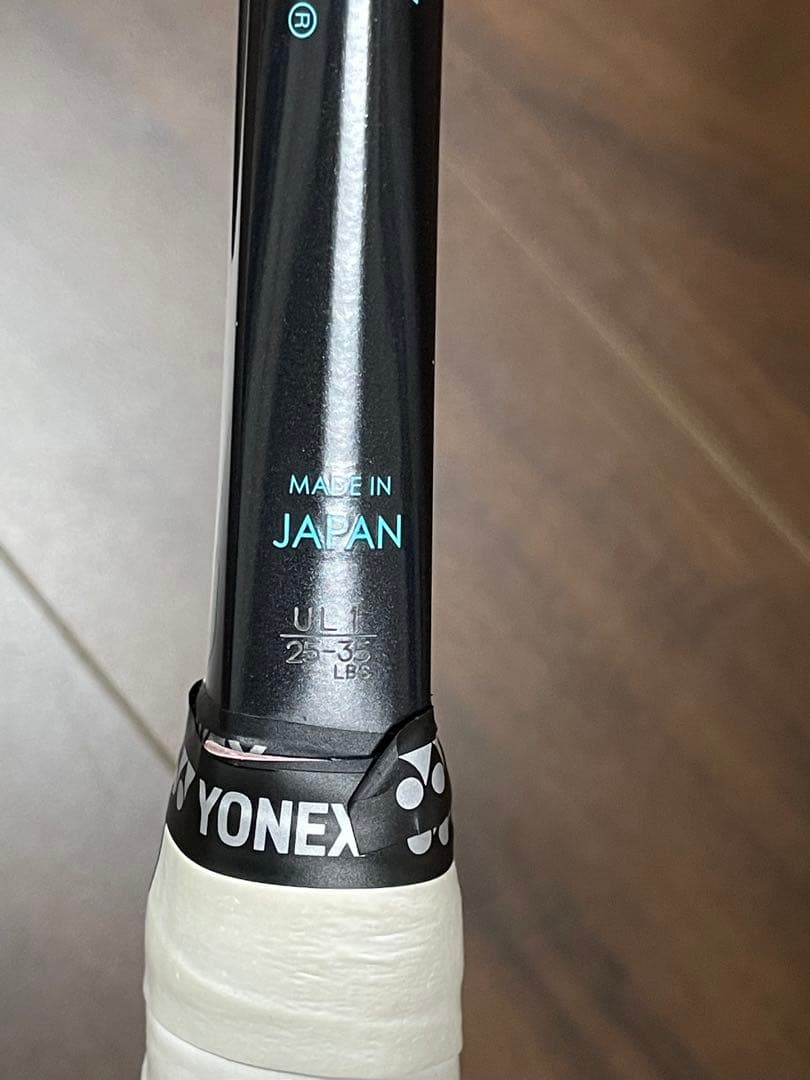 ®
MADE IN
JAPAN
UL1
25-35
LBS
YONEX